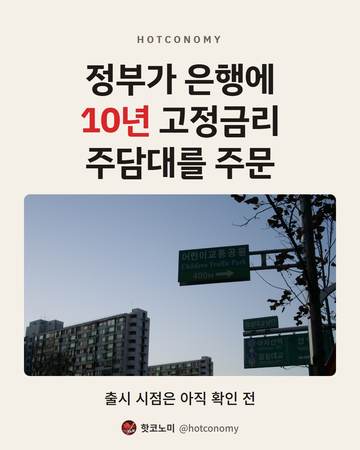 HOTCONOMY
정부가 은행에
10년 고정금리
주담대를 주문
어린이교통공원
Children Traffic Park
400m
출시 시점은 아직 확인 전
핫코노미 @hotconomy